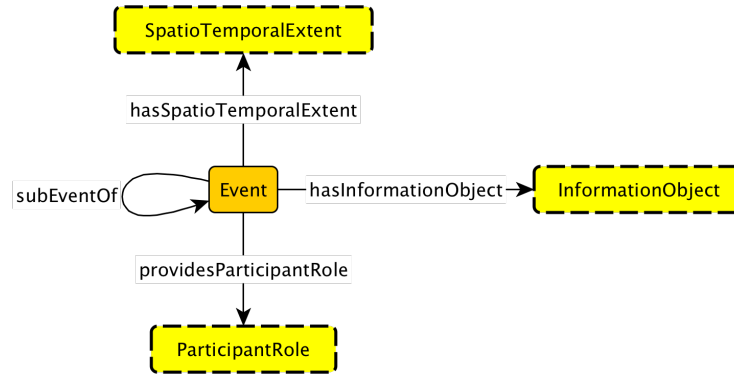 SpatioTemporalExtent
hasSpatioTemporalExtent
subEventOf
Event
hasInformationObject
InformationObject
providesParticipantRole
ParticipantRole